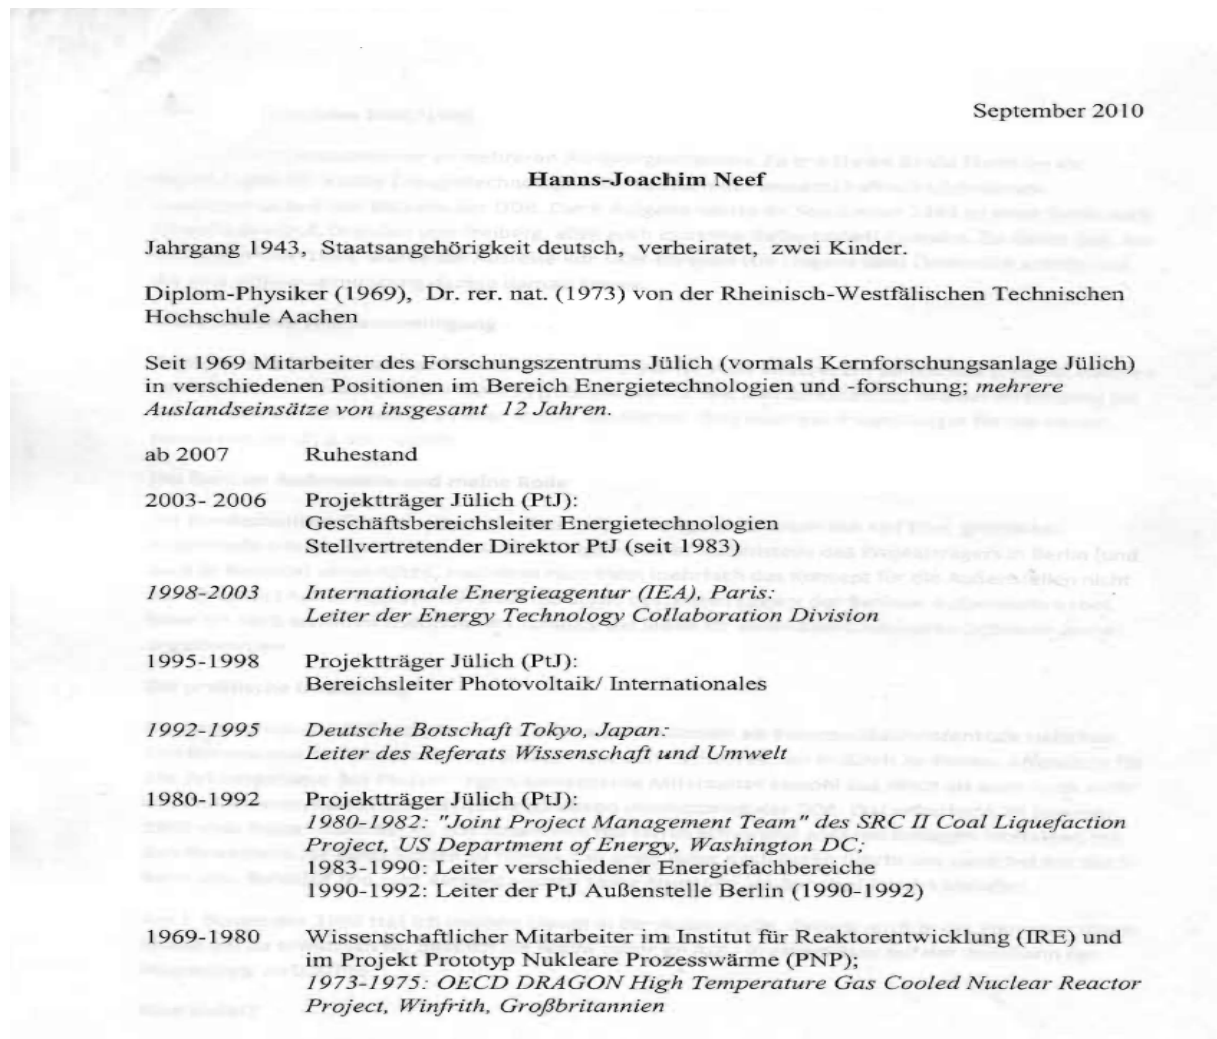 September 2010
Hanns-Joachim Neef
Jahrgang 1943, Staatsangehörigkeit deutsch, verheiratet, zwei Kinder.
Diplom-Physiker (1969), Dr. rer. nat. (1973) von der Rheinisch-Westfälischen Technischen
Hochschule Aachen
Seit 1969 Mitarbeiter des Forschungszentrums Jülich (vormals Kernforschungsanlage Jülich)
in verschiedenen Positionen im Bereich Energietechnologien und -forschung; mehrere
Auslandseinsätze von insgesamt 12 Jahren.
ab 2007 Ruhestand
2003- 2006 Projektträger Jülich (PtJ):
Geschäftsbereichsleiter Energietechnologien
Stellvertretender Direktor PtJ (seit 1983)
1998-2003 Internationale Energieagentur (IEA), Paris:
Leiter der Energy Technology Collaboration Division
1995-1998 Projektträger Jülich (PtJ):
Bereichsleiter Photovoltaik/ Internationales
1992-1995 Deutsche Botschaft Tokyo, Japan:
Leiter des Referats Wissenschaft und Umwelt
1980-1992 Projektträger Jülich (PtJ):
1980-1982: "Joint Project Management Team" des SRC II Coal Liquefaction
Project, US Department of Energy, Washington DC;
1983-1990: Leiter verschiedener Energiefachbereiche
1990-1992: Leiter der PtJ Außenstelle Berlin (1990-1992)
1969-1980 Wissenschaftlicher Mitarbeiter im Institut für Reaktorentwicklung (IRE) und
im Projekt Prototyp Nukleare Prozesswärme (PNP);
1973-1975: OECD DRAGON High Temperature Gas Cooled Nuclear Reactor
Project, Winfrith, Großbritannien